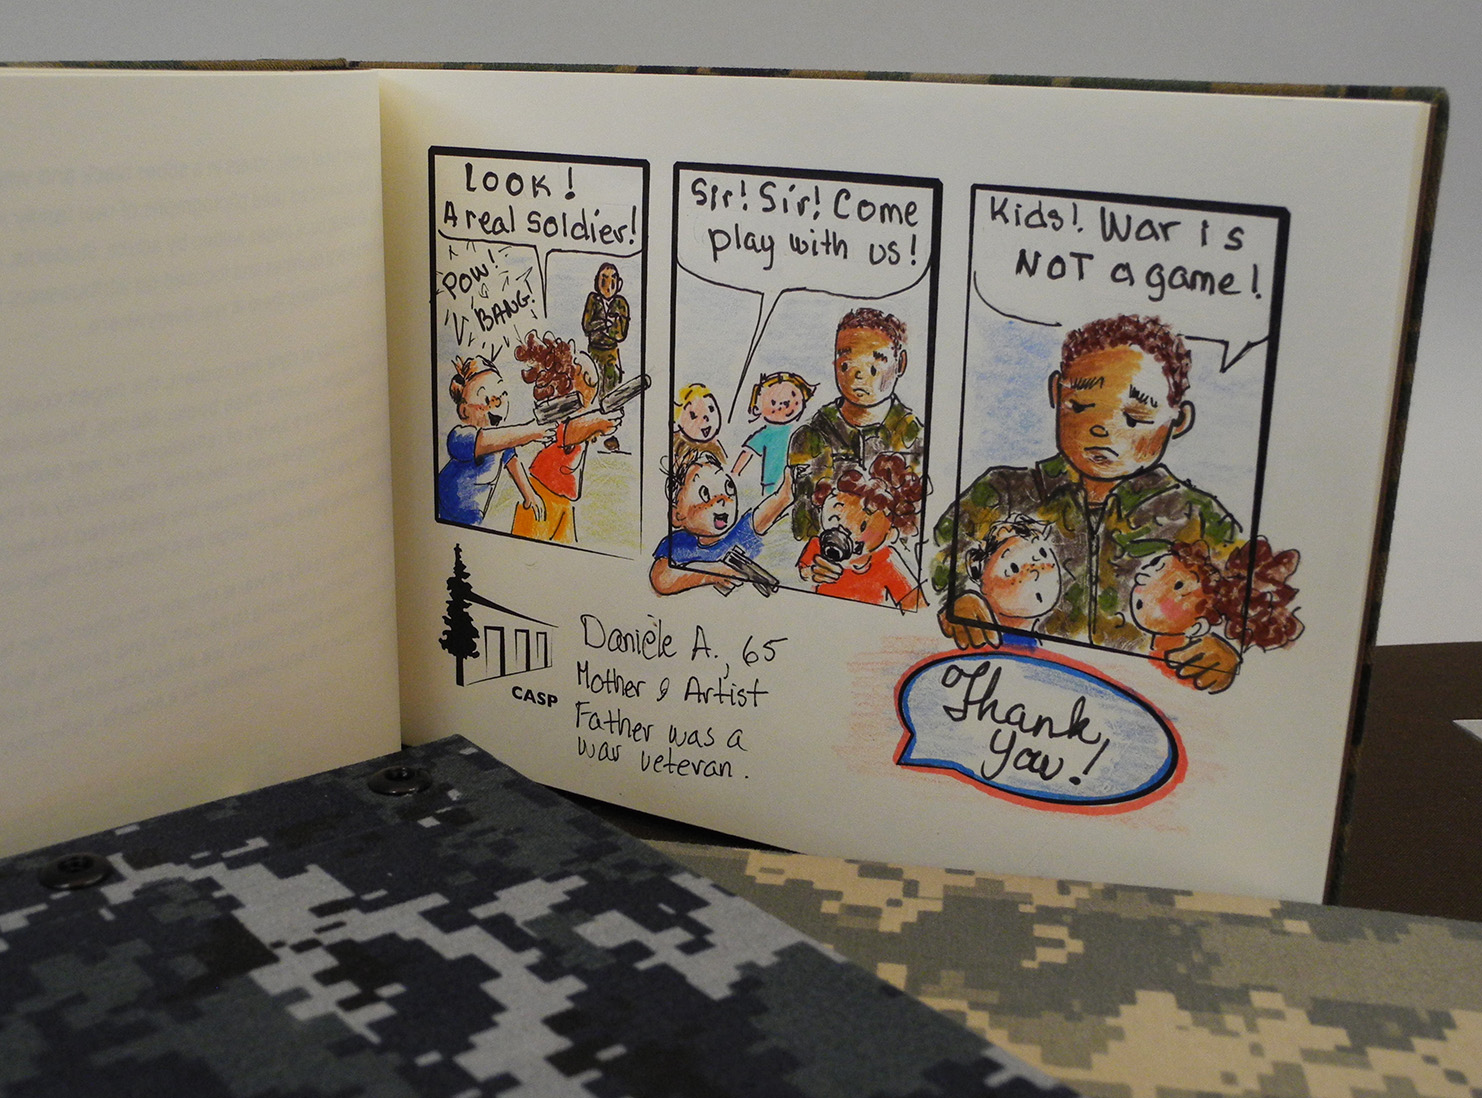 LOOK!
A real soldier!
POW!
BANG!
Sir! Sir! Come
play with us!
Kids! War is
NOT a game!
CASP
Danièle A., 65
Mother & Artist
Father was a
war veteran.
Thank
you!